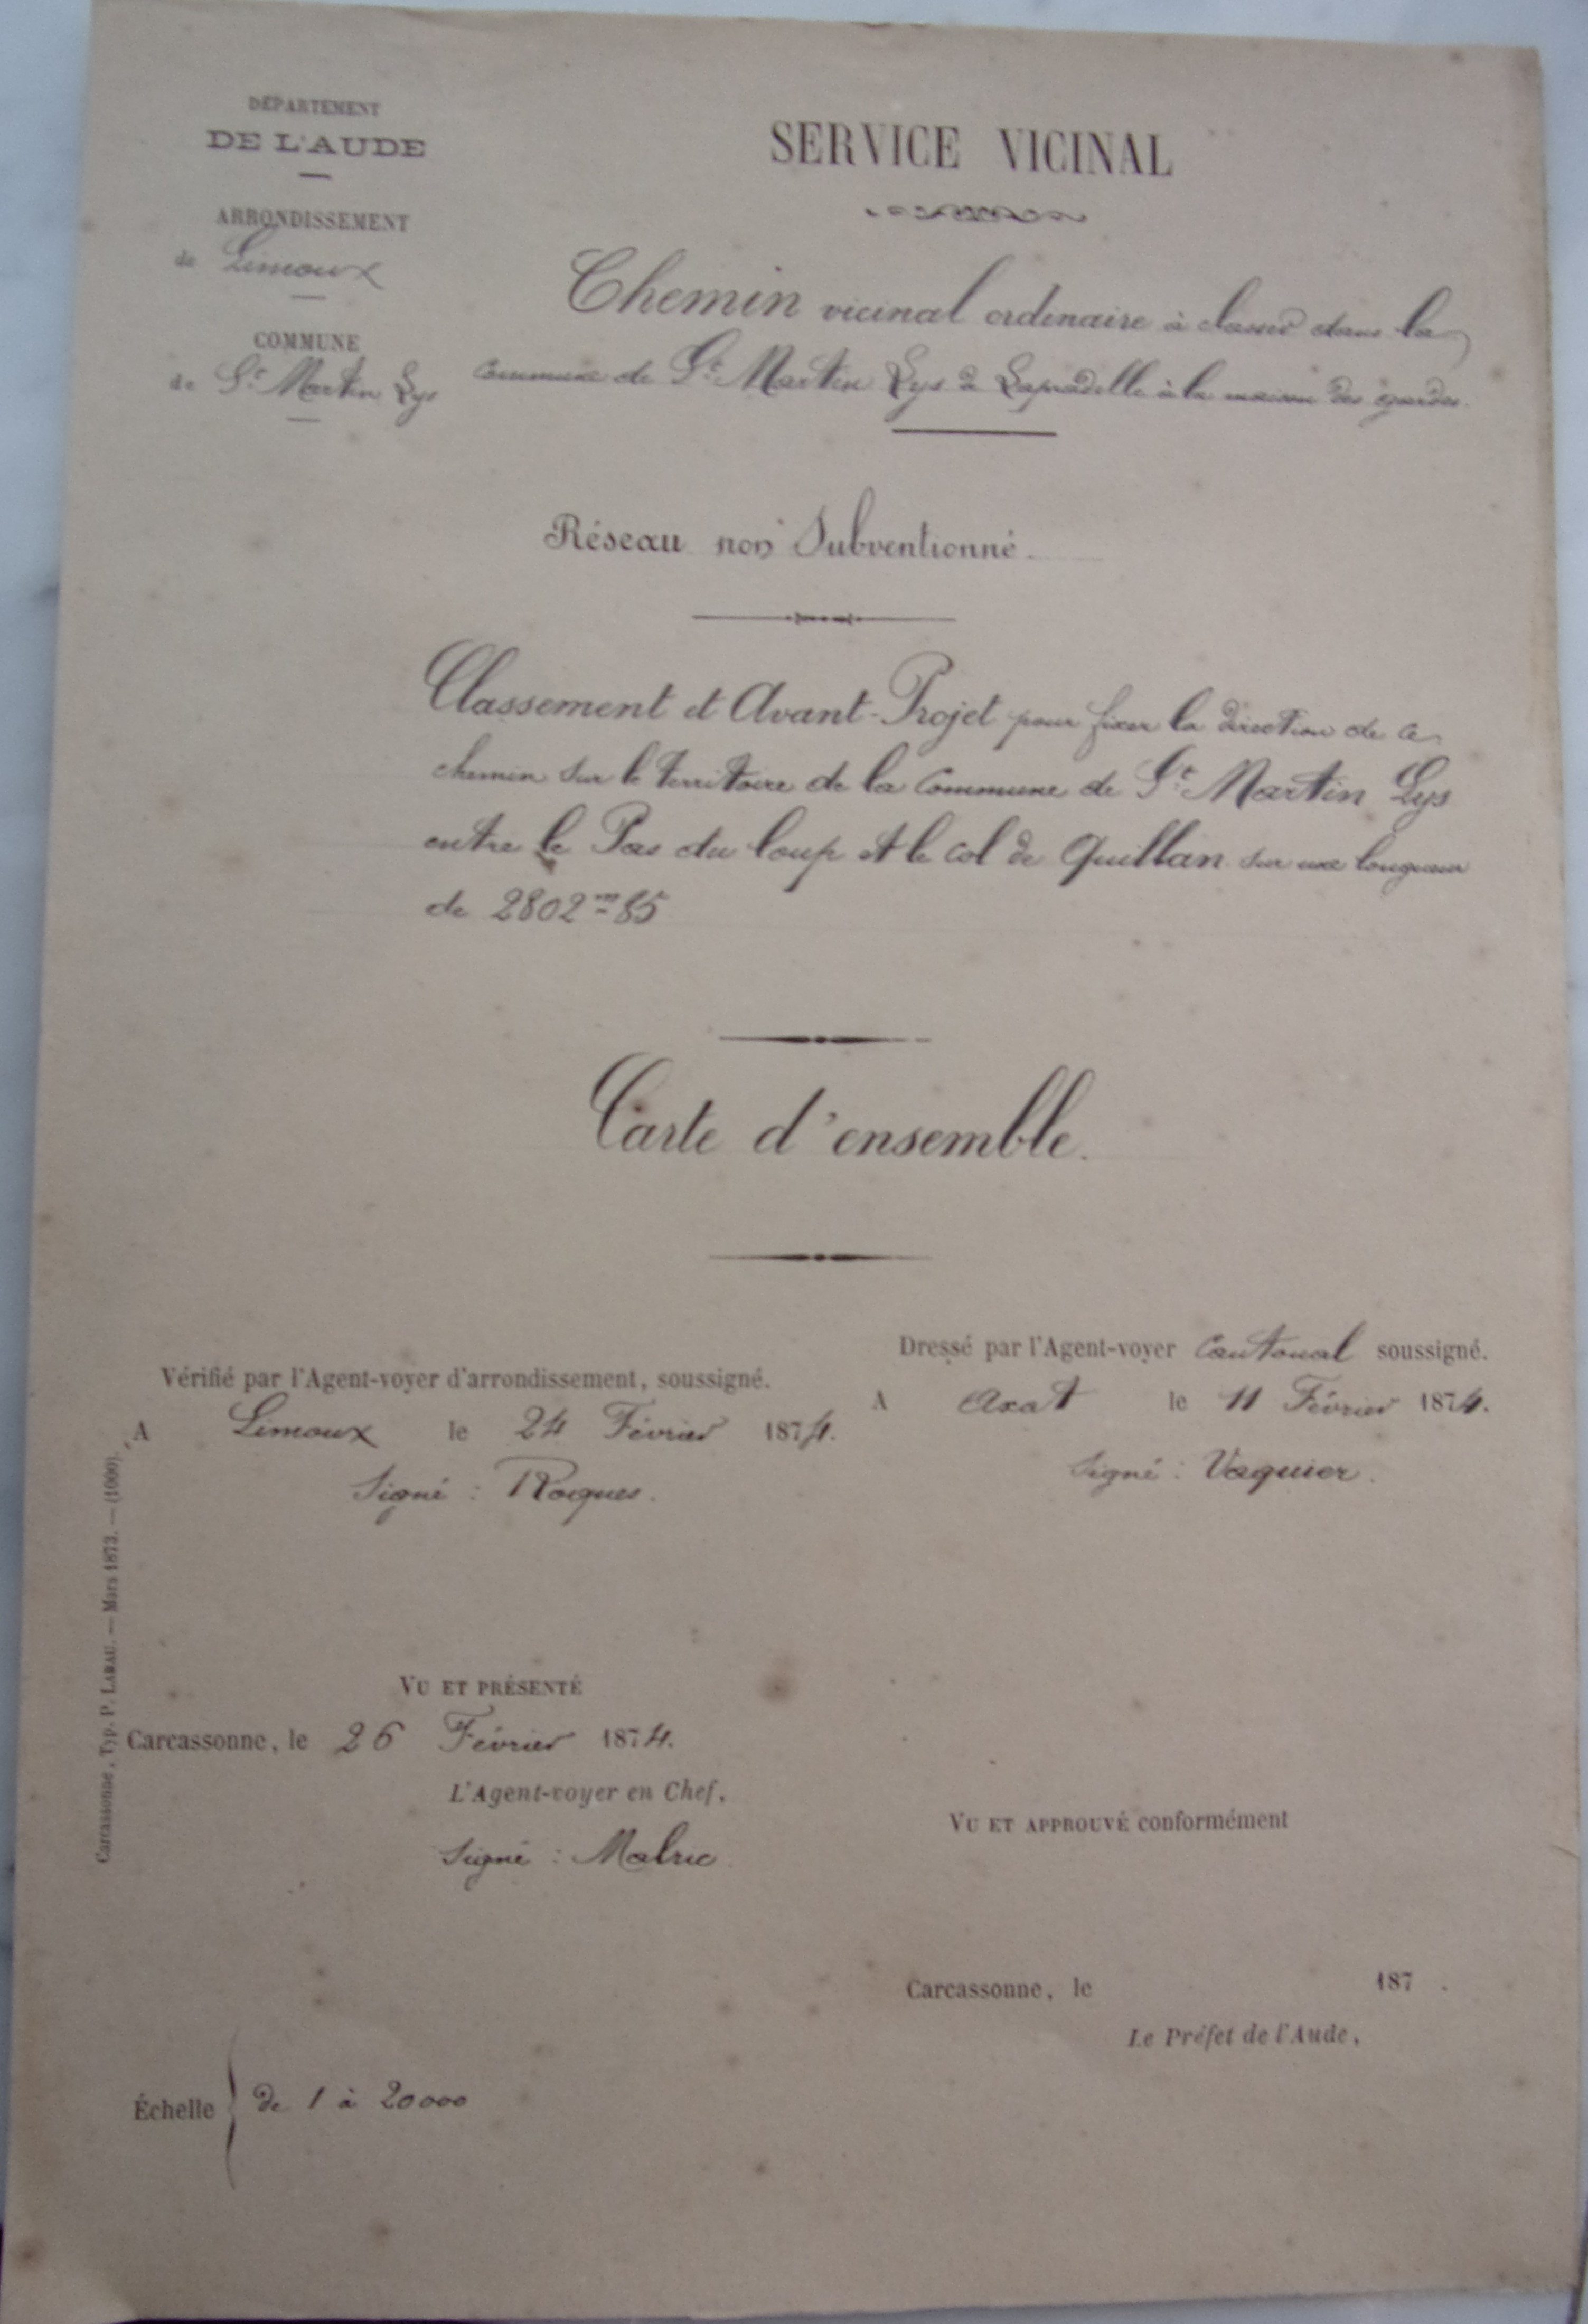 DÉPARTEMENT
DE L'AUDE
ARRONDISSEMENT
de Limoux
COMMUNE
de St Martin Lys
SERVICE VICINAL
Chemin vicinal ordinaire à classer dans la
commune de St Martin Lys de Lapradelle à la maison des gardes.
Réseau non Subventionné.
Classement et Avant-Projet pour fixer la direction de ce
chemin sur le territoire de la Commune de St Martin Lys
entre le Pas du loup et le col de Quillan sur une longueur
de 2802m85
Carte d'ensemble.
Dressé par l'Agent-voyer Cantonal soussigné.
A Axat le 11 Février 1874.
Signé : Vaquier.
Vérifié par l'Agent-voyer d'arrondissement, soussigné.
A Limoux le 24 Février 1874.
Signé : Roques.
VU ET PRÉSENTÉ
Carcassonne, le 26 Février 1874.
L'Agent-voyer en Chef,
Signé : Malric.
VU ET APPROUVÉ conformément
Carcassonne, le 187 .
Le Préfet de l'Aude,
Échelle de 1 à 20000
Carcassonne, Typ. P. LABAU. — Mars 1873. — (1000).